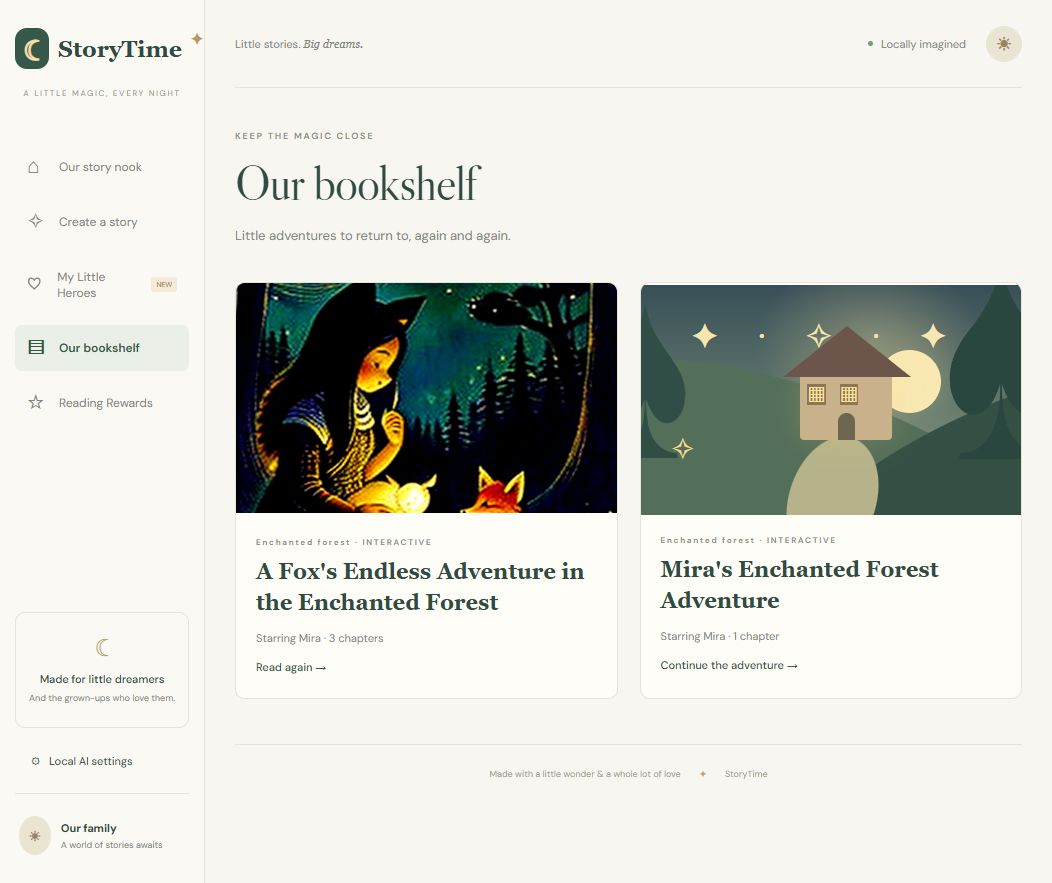 StoryTime
A LITTLE MAGIC, EVERY NIGHT
Our story nook
Create a story
My Little
Heroes
NEW
Our bookshelf
Reading Rewards
Made for little dreamers
And the grown-ups who love them.
Local AI settings
Our family
A world of stories awaits
Little stories. Big dreams.
Locally imagined
KEEP THE MAGIC CLOSE
Our bookshelf
Little adventures to return to, again and again.
Enchanted forest · INTERACTIVE
A Fox's Endless Adventure in
the Enchanted Forest
Starring Mira · 3 chapters
Read again →
Enchanted forest · INTERACTIVE
Mira's Enchanted Forest
Adventure
Starring Mira · 1 chapter
Continue the adventure →
Made with a little wonder & a whole lot of love ✦ StoryTime